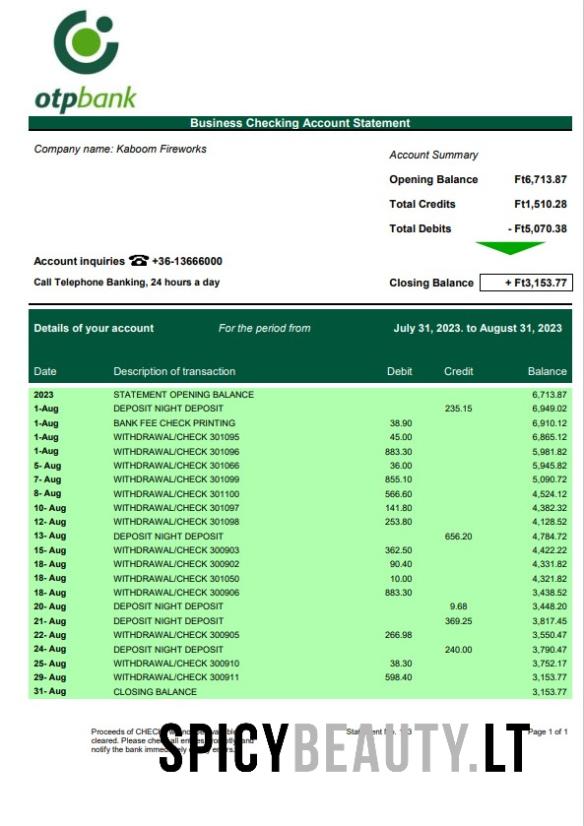 otpbank
Business Checking Account Statement
Company name: Kaboom Fireworks
Account Summary
Opening Balance Ft6,713.87
Total Credits Ft1,510.28
Total Debits - Ft5,070.38
Account inquiries ☎ +36-13666000
Call Telephone Banking, 24 hours a day
Closing Balance + Ft3,153.77
Details of your account For the period from July 31, 2023. to August 31, 2023
Date Description of transaction Debit Credit Balance
2023 STATEMENT OPENING BALANCE 6,713.87
1-Aug DEPOSIT NIGHT DEPOSIT 235.15 6,949.02
1-Aug BANK FEE CHECK PRINTING 38.90 6,910.12
1-Aug WITHDRAWAL/CHECK 301095 45.00 6,865.12
1-Aug WITHDRAWAL/CHECK 301096 883.30 5,981.82
5- Aug WITHDRAWAL/CHECK 301066 36.00 5,945.82
7- Aug WITHDRAWAL/CHECK 301099 855.10 5,090.72
8- Aug WITHDRAWAL/CHECK 301100 566.60 4,524.12
10- Aug WITHDRAWAL/CHECK 301097 141.80 4,382.32
12- Aug WITHDRAWAL/CHECK 301098 253.80 4,128.52
13- Aug DEPOSIT NIGHT DEPOSIT 656.20 4,784.72
15- Aug WITHDRAWAL/CHECK 300903 362.50 4,422.22
18- Aug WITHDRAWAL/CHECK 300902 90.40 4,331.82
18- Aug WITHDRAWAL/CHECK 301050 10.00 4,321.82
18- Aug WITHDRAWAL/CHECK 300906 883.30 3,438.52
20- Aug DEPOSIT NIGHT DEPOSIT 9.68 3,448.20
21- Aug DEPOSIT NIGHT DEPOSIT 369.25 3,817.45
22- Aug WITHDRAWAL/CHECK 300905 266.98 3,550.47
24- Aug DEPOSIT NIGHT DEPOSIT 240.00 3,790.47
25- Aug WITHDRAWAL/CHECK 300910 38.30 3,752.17
29- Aug WITHDRAWAL/CHECK 300911 598.40 3,153.77
31- Aug CLOSING BALANCE 3,153.77
Proceeds of Page 1 of 1
cleared. Please all
notify the bank
SPICYBEAUTY.LT